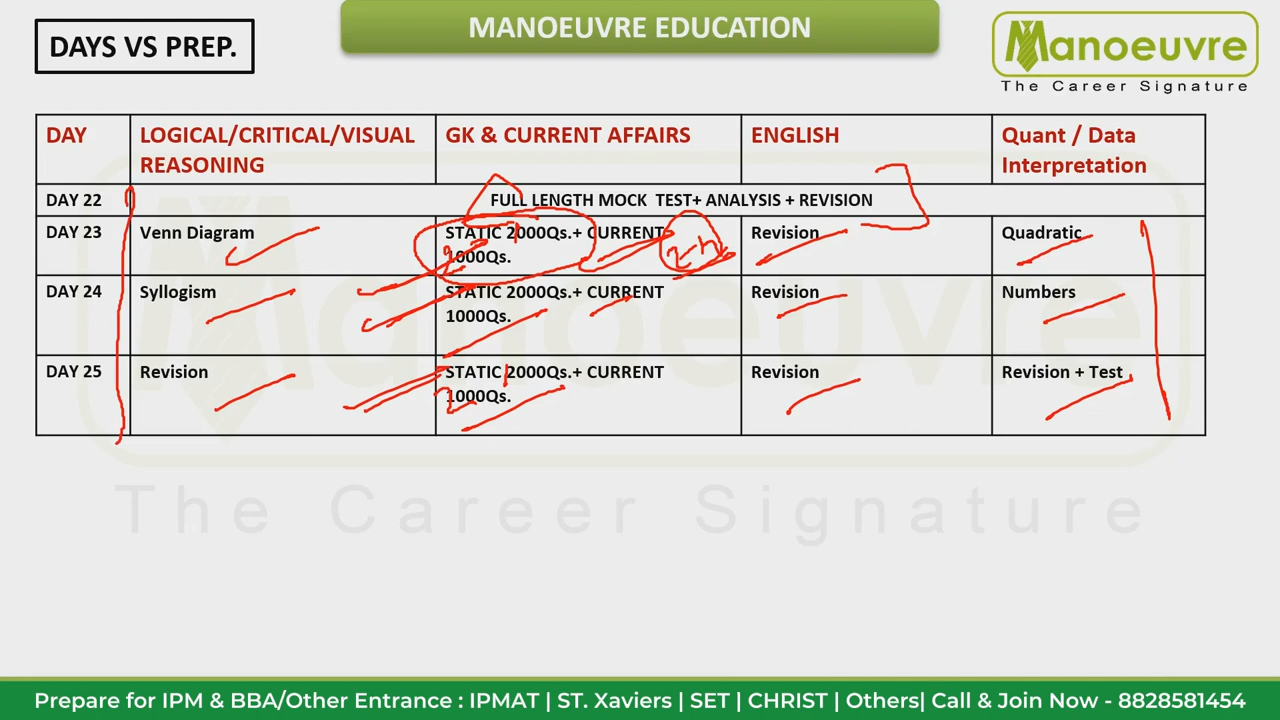 DAYS VS PREP.
MANOEUVRE EDUCATION
Manoeuvre
The Career Signature
DAY
LOGICAL/CRITICAL/VISUAL
REASONING
GK & CURRENT AFFAIRS
ENGLISH
Quant / Data
Interpretation
DAY 22
FULL LENGTH MOCK TEST+ ANALYSIS + REVISION
DAY 23
Venn Diagram
STATIC 2000Qs.+ CURRENT
1000Qs.
Revision
Quadratic
DAY 24
Syllogism
STATIC 2000Qs.+ CURRENT
1000Qs.
Revision
Numbers
DAY 25
Revision
STATIC 2000Qs.+ CURRENT
1000Qs.
Revision
Revision + Test
Manoeuvre
The Career Signature
Prepare for IPM & BBA/Other Entrance : IPMAT | ST. Xaviers | SET | CHRIST | Others| Call & Join Now - 8828581454